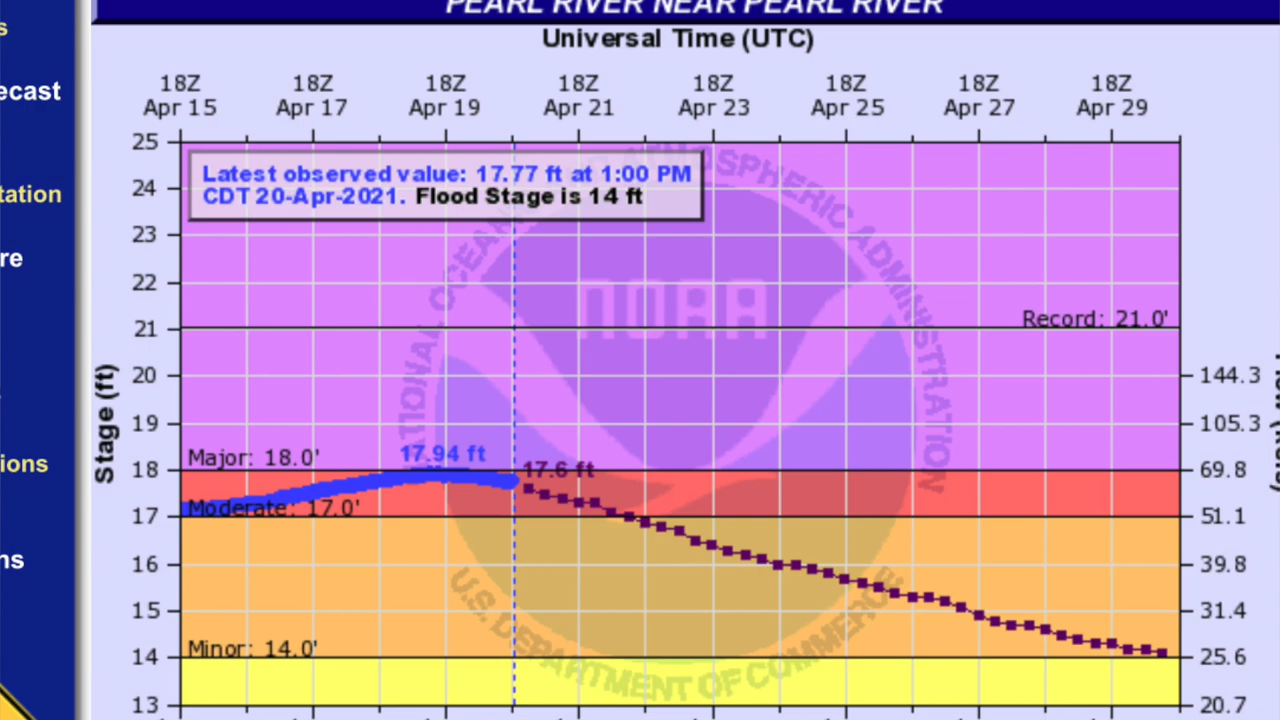 PEARL RIVER NEAR PEARL RIVER
Universal Time (UTC)
18Z 18Z 18Z 18Z 18Z 18Z 18Z 18Z
Apr 15 Apr 17 Apr 19 Apr 21 Apr 23 Apr 25 Apr 27 Apr 29
s
ecast
tation
re
ions
ns
Stage (ft)
25
24
23
22
21
20
19
18
17
16
15
14
13
Latest observed value: 17.77 ft at 1:00 PM
CDT 20-Apr-2021. Flood Stage is 14 ft
NATIONAL OCEANIC AND ATMOSPHERIC ADMINISTRATION
NOAA
U.S. DEPARTMENT OF COMMERCE
Record: 21.0'
Major: 18.0'
17.94 ft
17.6 ft
Moderate: 17.0'
Minor: 14.0'
144.3
105.3
69.8
51.1
39.8
31.4
25.6
20.7